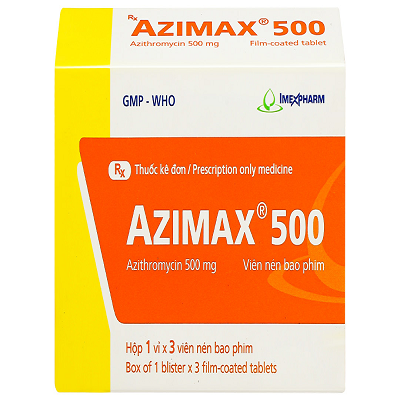 Rx AZIMAX® 500
Azithromycin 500 mg Film-coated tablet
GMP - WHO
IMEXPHARM
Rx Thuốc kê đơn / Prescription only medicine
AZIMAX® 500
Azithromycin 500 mg Viên nén bao phim
Hộp 1 vỉ x 3 viên nén bao phim
Box of 1 blister x 3 film-coated tablets